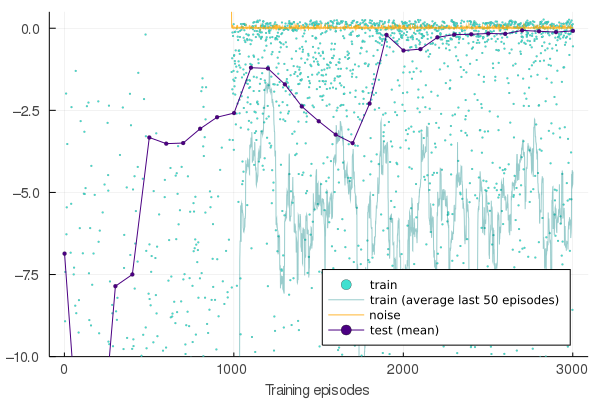 0.0
−2.5
−5.0
−7.5
−10.0
train
train (average last 50 episodes)
noise
test (mean)
0 1000 2000 3000
Training episodes